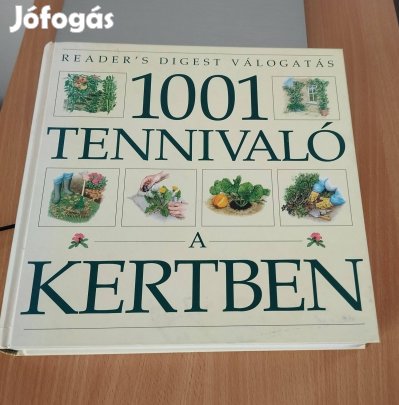 Jófogás
READER'S DIGEST VÁLOGATÁS
1001
TENNIVALÓ
A
KERTBEN